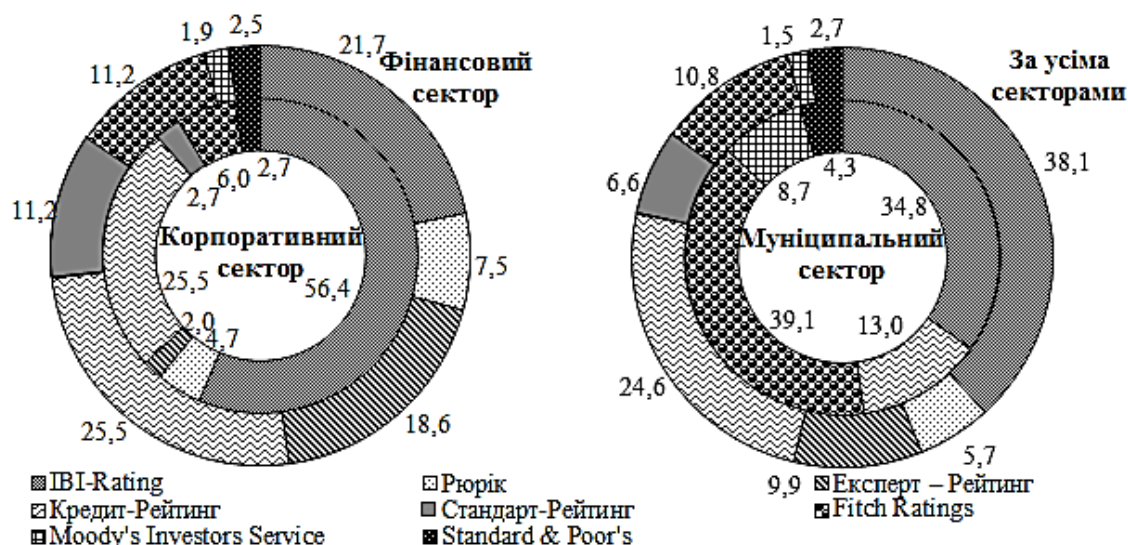 1,9
2,5
21,7
11,2
Фінансовий
сектор
11,2
2,7
6,0
2,7
Корпоративний
сектор
25,5
56,4
7,5
2,0
4,7
25,5
18,6
1,5
2,7
10,8
За усіма
секторами
38,1
6,6
8,7
4,3
34,8
Муніципальний
сектор
39,1
13,0
24,6
5,7
9,9
IBI-Rating
Рюрік
Експерт – Рейтинг
Кредит-Рейтинг
Стандарт-Рейтинг
Fitch Ratings
Moody's Investors Service
Standard & Poor's